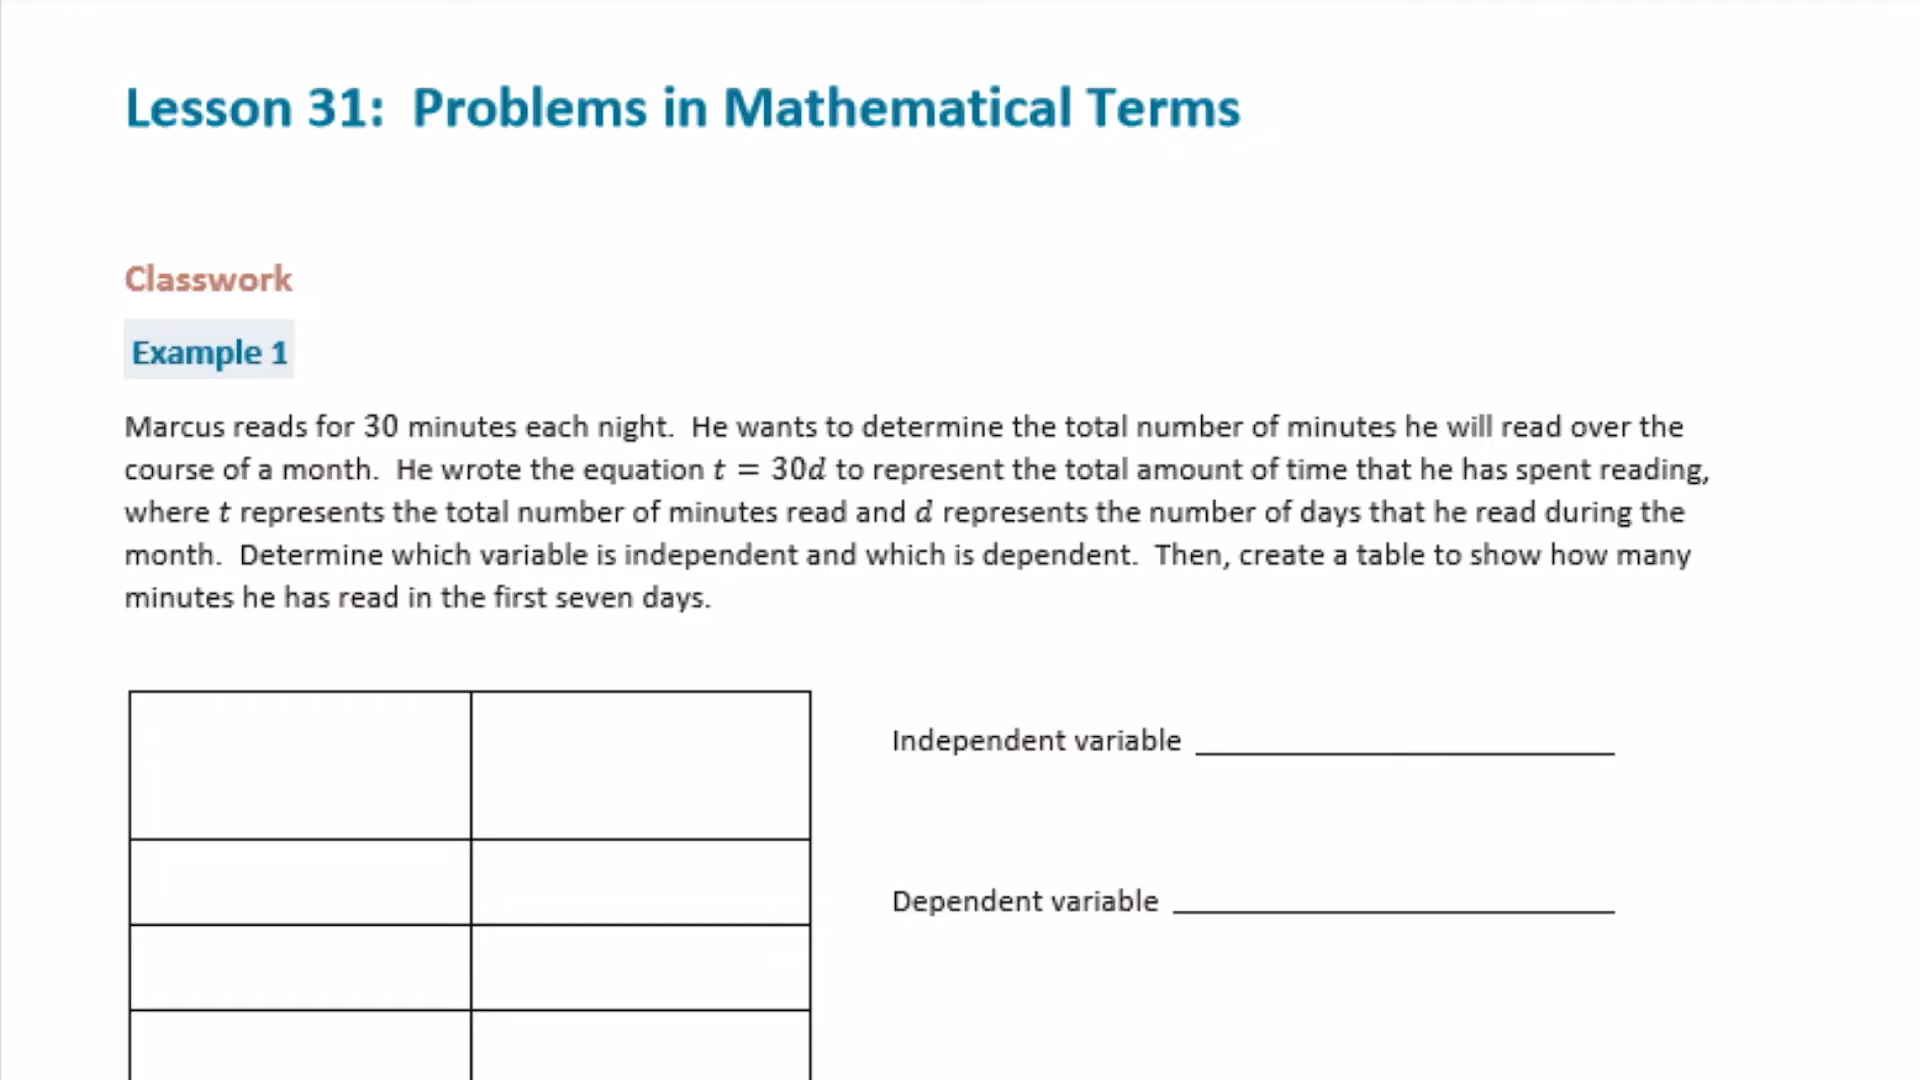 Lesson 31: Problems in Mathematical Terms
Classwork
Example 1
Marcus reads for 30 minutes each night. He wants to determine the total number of minutes he will read over the
course of a month. He wrote the equation t = 30d to represent the total amount of time that he has spent reading,
where t represents the total number of minutes read and d represents the number of days that he read during the
month. Determine which variable is independent and which is dependent. Then, create a table to show how many
minutes he has read in the first seven days.
Independent variable
Dependent variable